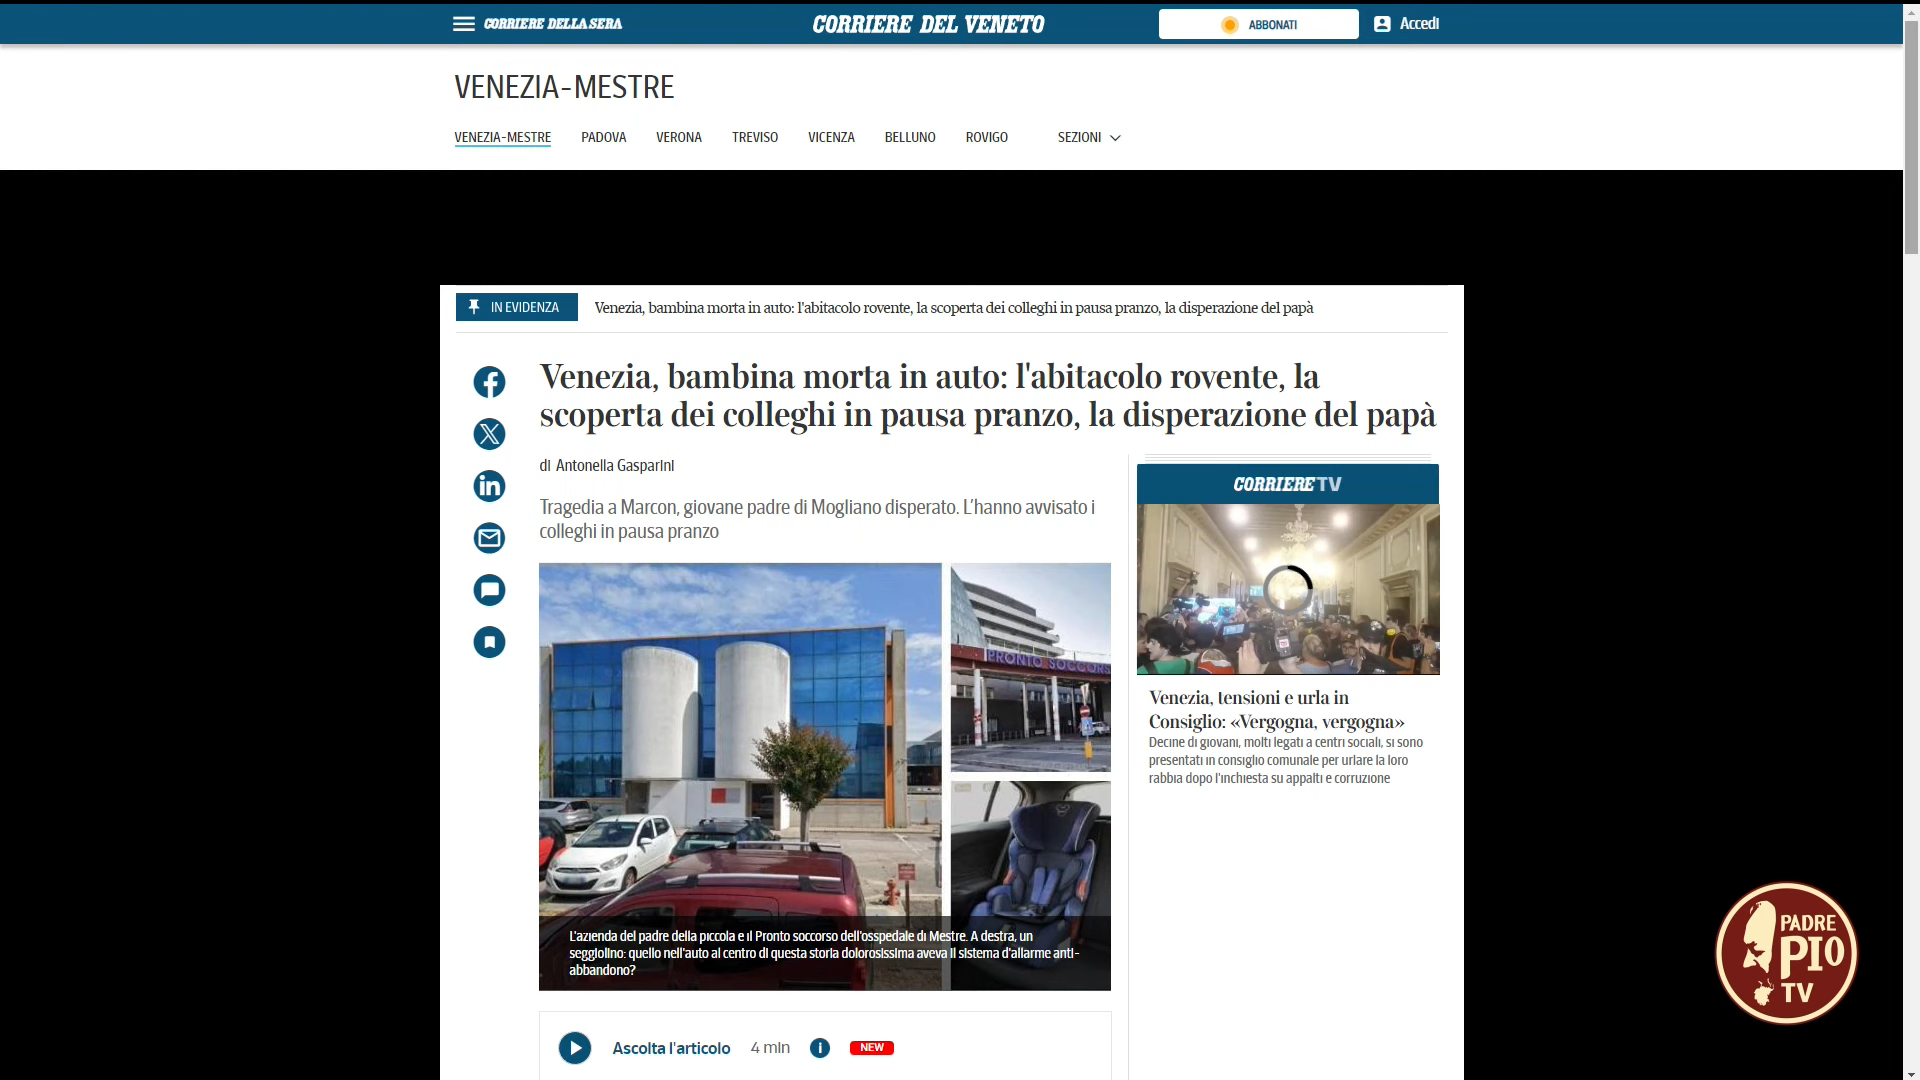 CORRIERE DELLA SERA
CORRIERE DEL VENETO
ABBONATI
Accedi
VENEZIA-MESTRE
VENEZIA-MESTRE PADOVA VERONA TREVISO VICENZA BELLUNO ROVIGO SEZIONI
IN EVIDENZA
Venezia, bambina morta in auto: l'abitacolo rovente, la scoperta dei colleghi in pausa pranzo, la disperazione del papà
Venezia, bambina morta in auto: l'abitacolo rovente, la
scoperta dei colleghi in pausa pranzo, la disperazione del papà
di Antonella Gasparini
Tragedia a Marcon, giovane padre di Mogliano disperato. L’hanno avvisato i
colleghi in pausa pranzo
PRONTO SOCCORS
L'azienda del padre della piccola e il Pronto soccorso dell'osspedale di Mestre. A destra, un
seggiolino: quello nell'auto al centro di questa storia dolorosissima aveva il sistema d'allarme anti-
abbandono?
Ascolta l'articolo 4 min i NEW
CORRIERE TV
Venezia, tensioni e urla in
Consiglio: «Vergogna, vergogna»
Decine di giovani, molti legati a centri sociali, si sono
presentati in consiglio comunale per urlare la loro
rabbia dopo l'inchiesta su appalti e corruzione
PADRE
PIO
TV